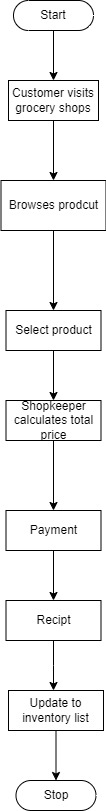 Start
Customer visits
grocery shops
Browses prodcut
Select product
Shopkeeper
calculates total
price
Payment
Recipt
Update to
inventory list
Stop